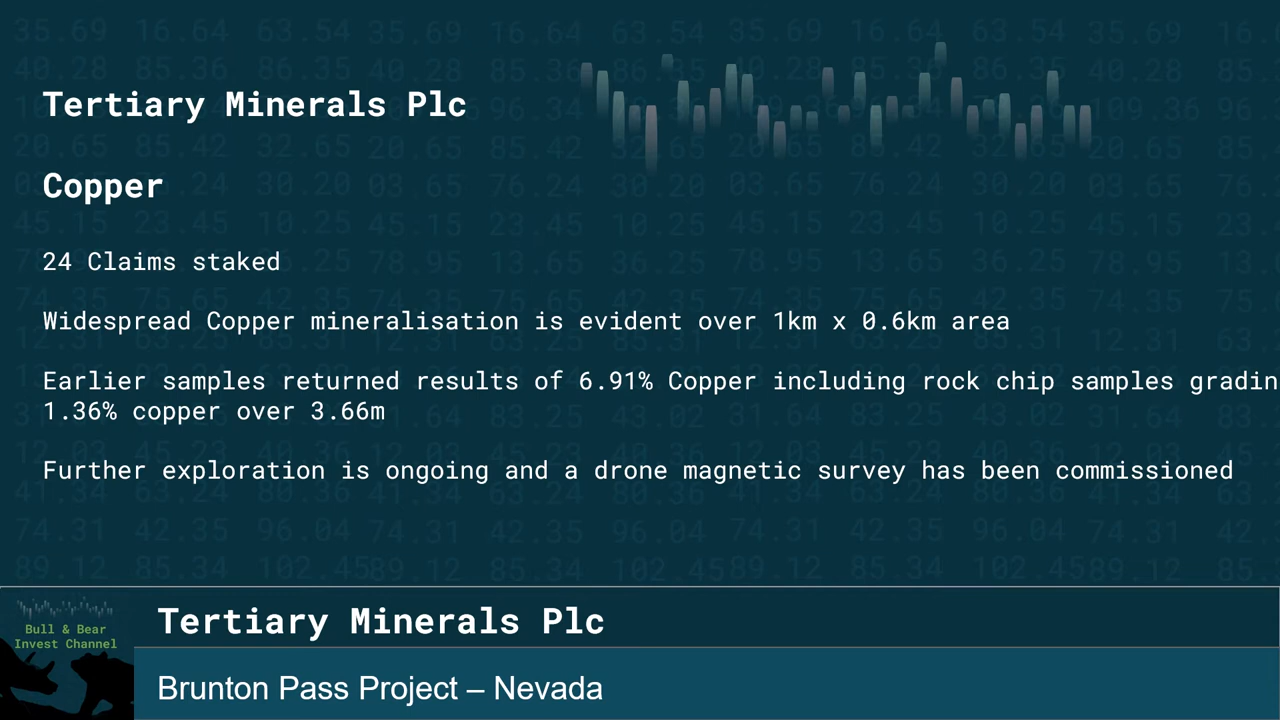 Tertiary Minerals Plc
Copper
24 Claims staked
Widespread Copper mineralisation is evident over 1km x 0.6km area
Earlier samples returned results of 6.91% Copper including rock chip samples gradin
1.36% copper over 3.66m
Further exploration is ongoing and a drone magnetic survey has been commissioned
Bull & Bear
Invest Channel
Tertiary Minerals Plc
Brunton Pass Project – Nevada